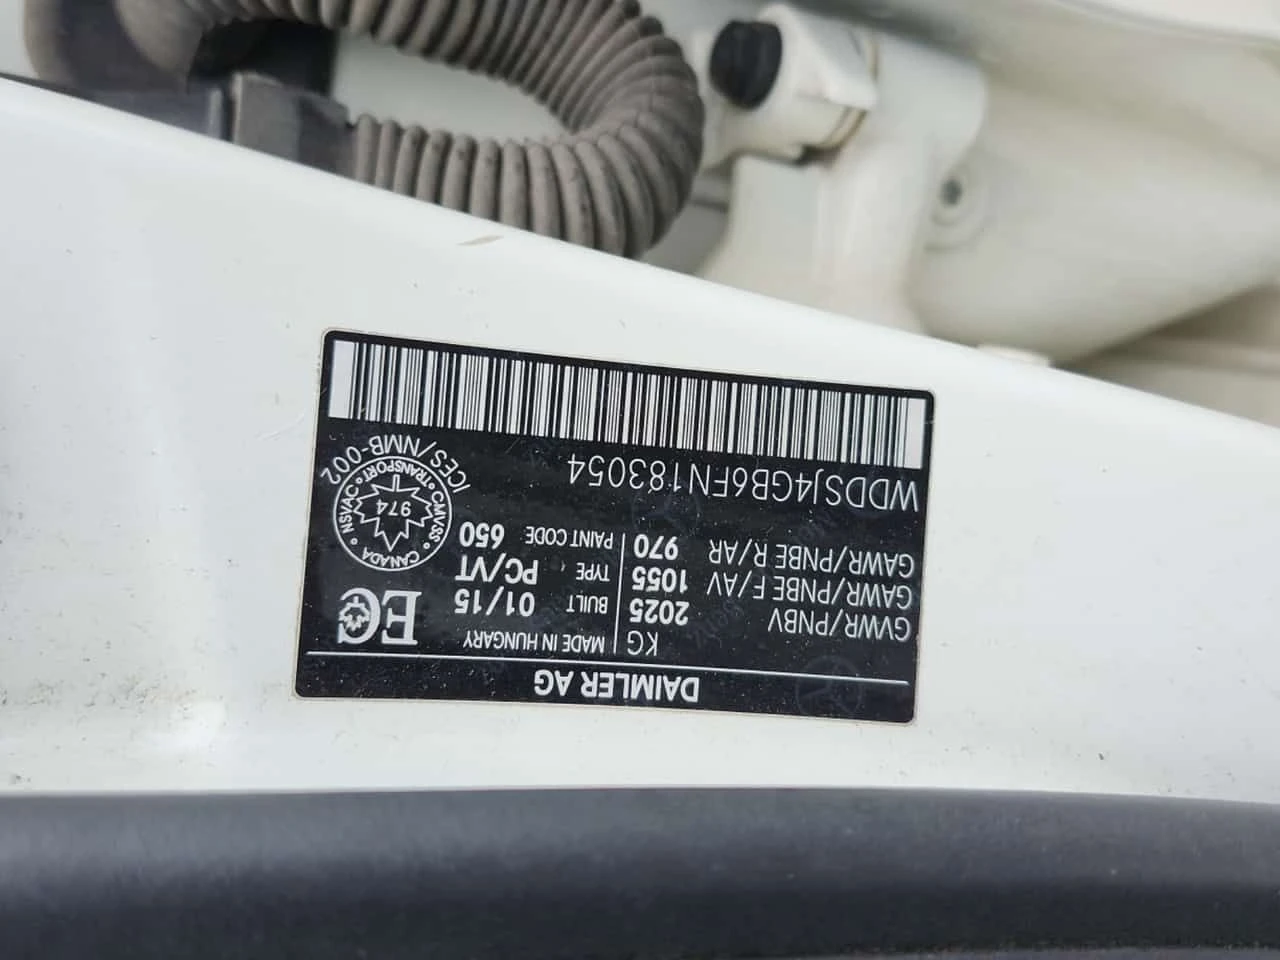 DAIMLER AG
KG | MADE IN HUNGARY
GVWR/PNBV 2025 BUILT 01/15
GAWR/PNBE F/AV 1055 TYPE PC/VT
GAWR/PNBE R/AR 970 PAINT CODE 650
EC
CANADA ° NSVAC ° TRANSPORT ° CMVSS °
974
ICES/NMB-002
WDDSJ4GB6FN183054